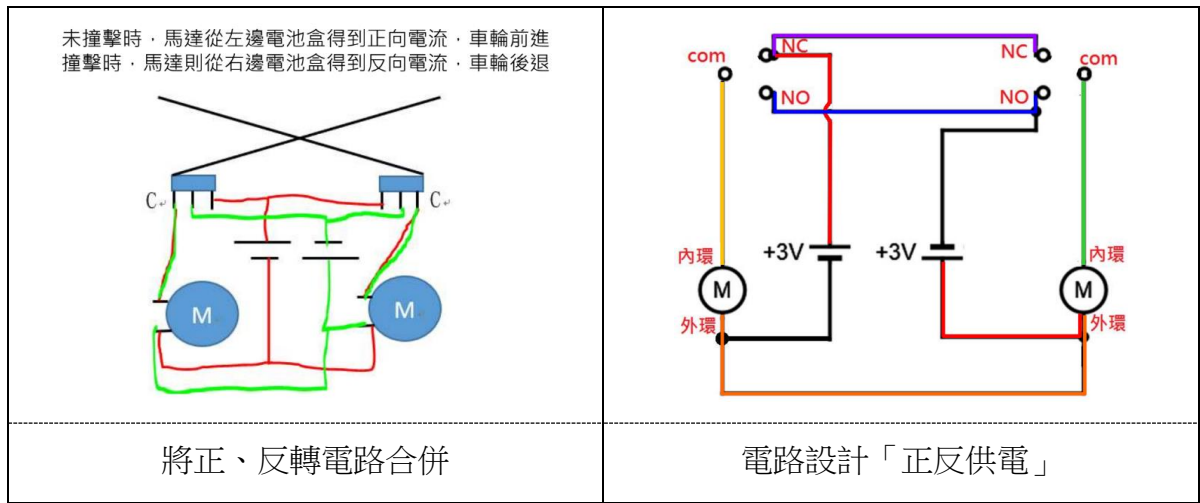 未撞擊時，馬達從左邊電池盒得到正向電流，車輪前進
撞擊時，馬達則從右邊電池盒得到反向電流，車輪後退
C
C
M
M
將正、反轉電路合併
com
NC
NC
com
NO
NO
內環
+3V
+3V
內環
M
M
外環
外環
電路設計「正反供電」